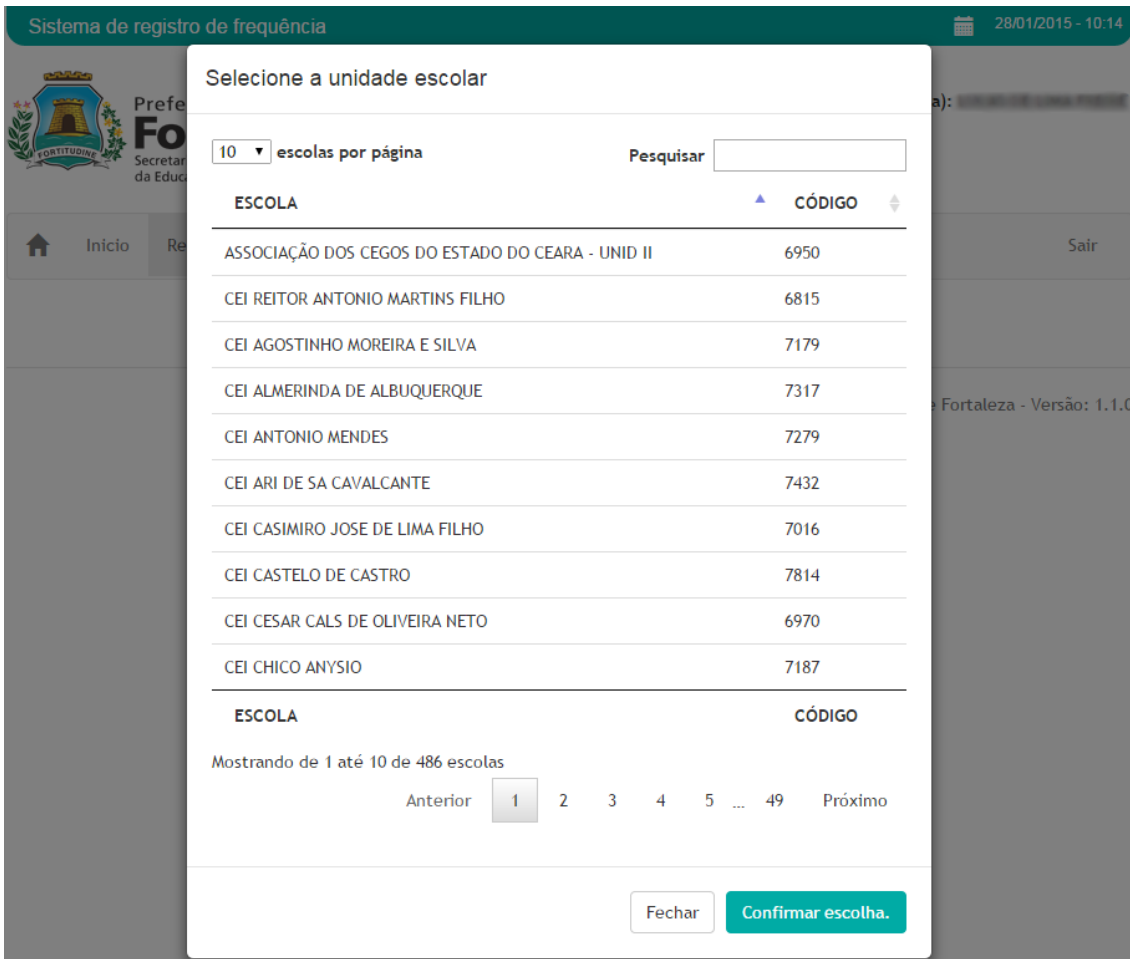 Sistema de registro de frequência
28/01/2015 - 10:14
Selecione a unidade escolar
FORTITUDINE
Prefe
Fo
Secretar
da Educa
a):
10 escolas por página
Pesquisar
ESCOLA CÓDIGO
Inicio Re
Sair
ASSOCIAÇÃO DOS CEGOS DO ESTADO DO CEARA - UNID II 6950
CEI REITOR ANTONIO MARTINS FILHO 6815
CEI AGOSTINHO MOREIRA E SILVA 7179
CEI ALMERINDA DE ALBUQUERQUE 7317
e Fortaleza - Versão: 1.1.0
CEI ANTONIO MENDES 7279
CEI ARI DE SA CAVALCANTE 7432
CEI CASIMIRO JOSE DE LIMA FILHO 7016
CEI CASTELO DE CASTRO 7814
CEI CESAR CALS DE OLIVEIRA NETO 6970
CEI CHICO ANYSIO 7187
ESCOLA CÓDIGO
Mostrando de 1 até 10 de 486 escolas
Anterior 1 2 3 4 5 ... 49 Próximo
Fechar
Confirmar escolha.